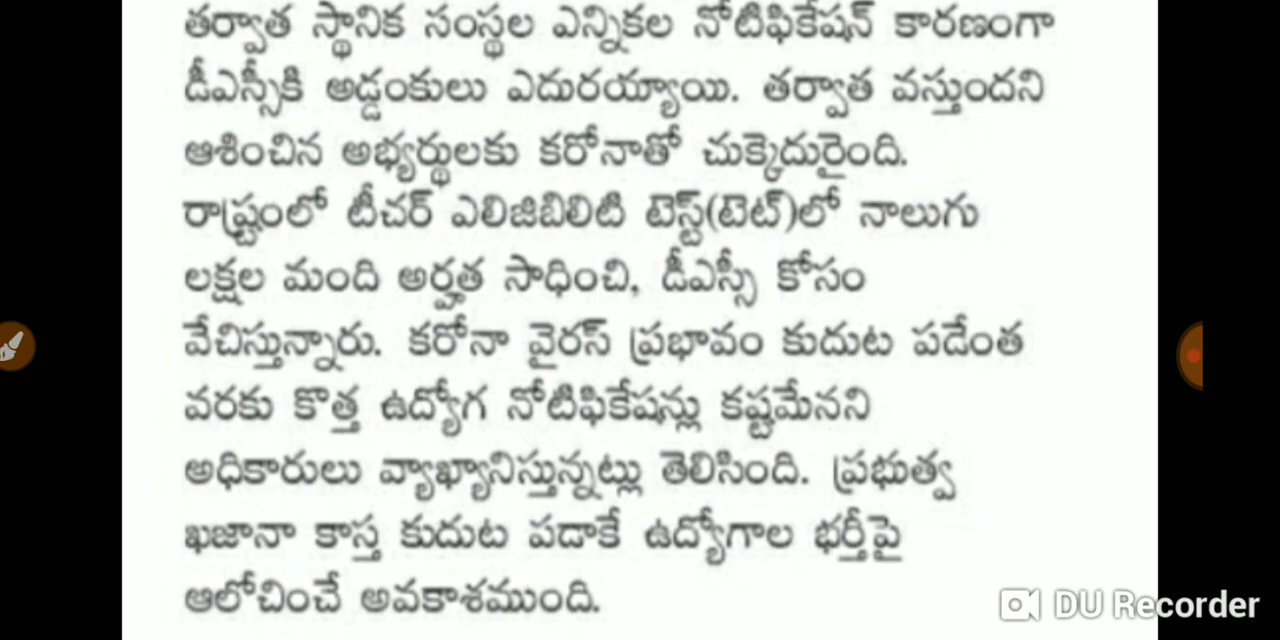 తర్వాత స్థానిక సంస్థల ఎన్నికల నోటిఫికేషన్ కారణంగా
డీఎస్సీకి అడ్డంకులు ఎదురయ్యాయి. తర్వాత వస్తుందని
ఆశించిన అభ్యర్థులకు కరోనాతో చుక్కెదురైంది.
రాష్ట్రంలో టీచర్ ఎలిజిబిలిటి టెస్ట్(టెట్)లో నాలుగు
లక్షల మంది అర్హత సాధించి, డీఎస్సీ కోసం
వేచిస్తున్నారు. కరోనా వైరస్ ప్రభావం కుదుట పడేంత
వరకు కొత్త ఉద్యోగ నోటిఫికేషన్లు కష్టమేనని
అధికారులు వ్యాఖ్యానిస్తున్నట్లు తెలిసింది. ప్రభుత్వ
ఖజానా కాస్త కుదుట పడాకే ఉద్యోగాల భర్తీపై
ఆలోచించే అవకాశముంది.
DU Recorder